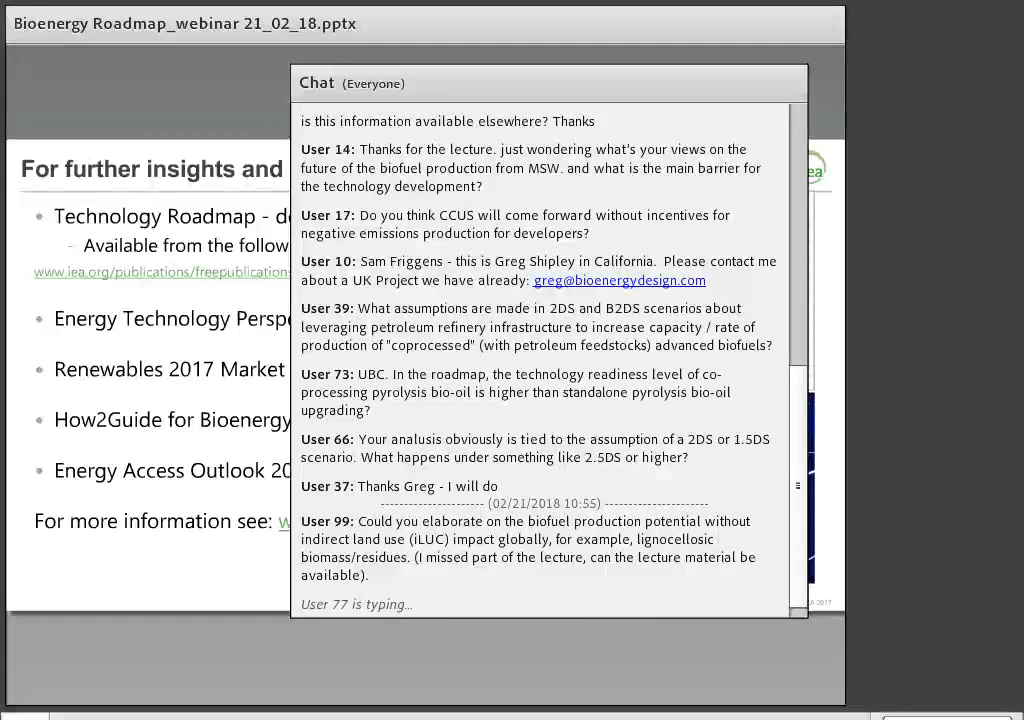 Bioenergy Roadmap_webinar 21_02_18.pptx
Chat (Everyone)
is this information available elsewhere? Thanks
User 14: Thanks for the lecture. just wondering what's your views on the
future of the biofuel production from MSW. and what is the main barrier for
the technology development?
User 17: Do you think CCUS will come forward without incentives for
negative emissions production for developers?
User 10: Sam Friggens - this is Greg Shipley in California. Please contact me
about a UK Project we have already: greg@bioenergydesign.com
User 39: What assumptions are made in 2DS and B2DS scenarios about
leveraging petroleum refinery infrastructure to increase capacity / rate of
production of "coprocessed" (with petroleum feedstocks) advanced biofuels?
User 73: UBC. In the roadmap, the technology readiness level of co-
processing pyrolysis bio-oil is higher than standalone pyrolysis bio-oil
upgrading?
User 66: Your analusis obviously is tied to the assumption of a 2DS or 1.5DS
scenario. What happens under something like 2.5DS or higher?
User 37: Thanks Greg - I will do
---------------------- (02/21/2018 10:55) ----------------------
User 99: Could you elaborate on the biofuel production potential without
indirect land use (iLUC) impact globally, for example, lignocellosic
biomass/residues. (I missed part of the lecture, can the lecture material be
available).
User 77 is typing...
For further insights and
Technology Roadmap - de
- Available from the follow
www.iea.org/publications/freepublications
Energy Technology Perspe
Renewables 2017 Market
How2Guide for Bioenergy
Energy Access Outlook 20
For more information see: w
ea
2017